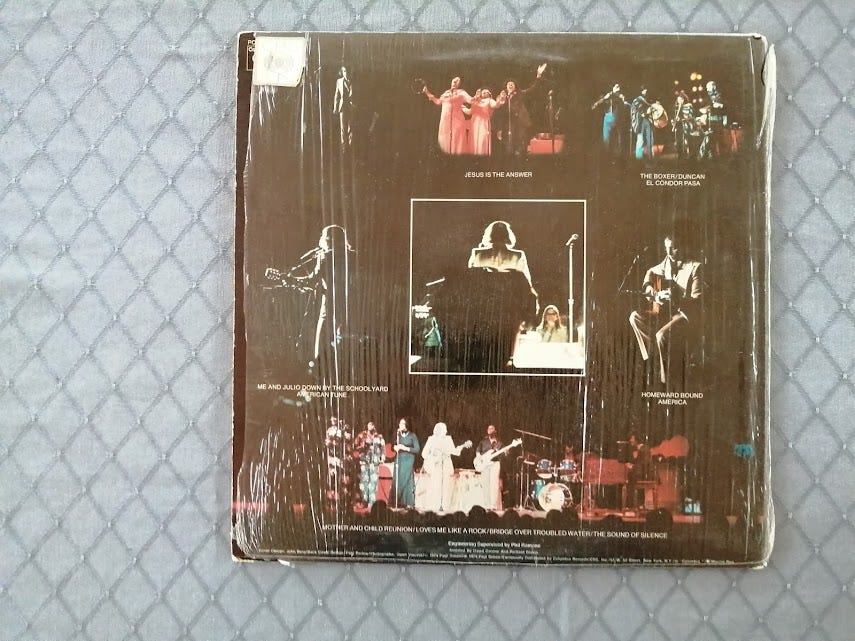 JESUS IS THE ANSWER
THE BOXER/DUNCAN
EL CONDOR PASA
ME AND JULIO DOWN BY THE SCHOOLYARD
AMERICAN TUNE
HOMEWARD BOUND
AMERICA
MOTHER AND CHILD REUNION/LOVES ME LIKE A ROCK/BRIDGE OVER TROUBLED WATER/THE SOUND OF SILENCE
Engineering Supervised by Phil Ramone